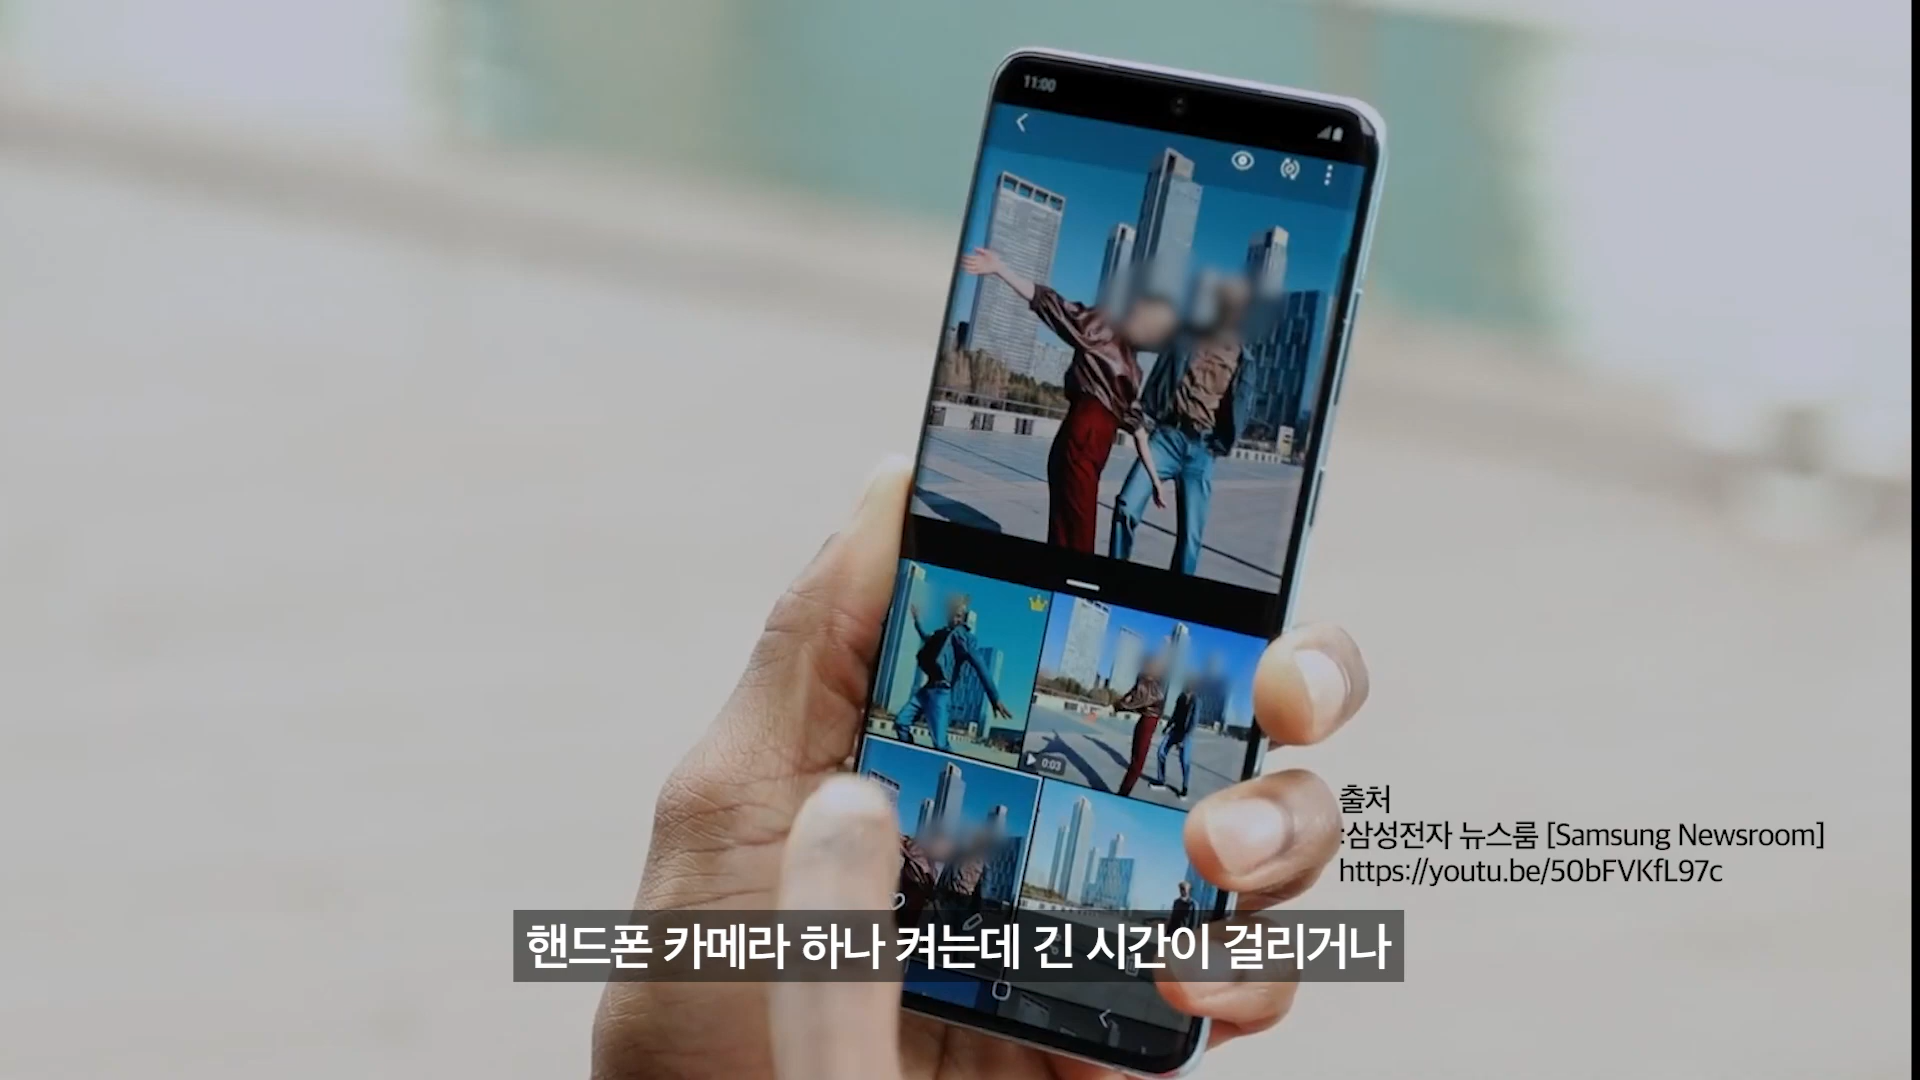 11:00
0:03
출처
:삼성전자 뉴스룸 [Samsung Newsroom]
https://youtu.be/50bFVKfL97c
핸드폰 카메라 하나 켜는데 긴 시간이 걸리거나